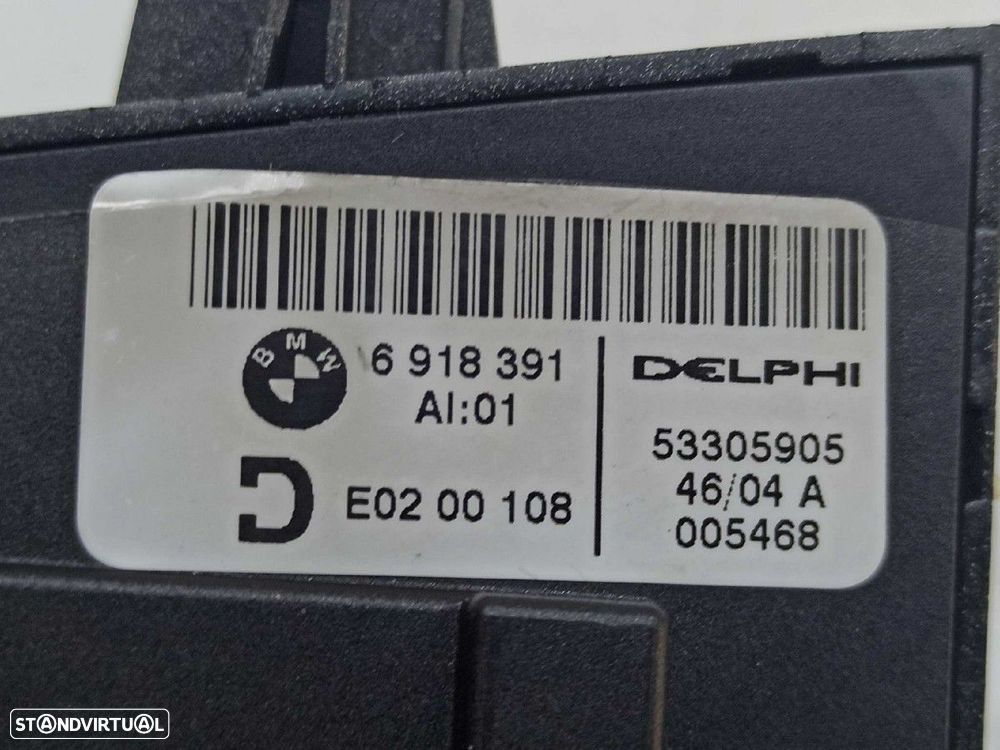 BMW
6 918 391
AI:01
E02 00 108
DELPHI
53305905
46/04 A
005468
STANDVIRTUAL